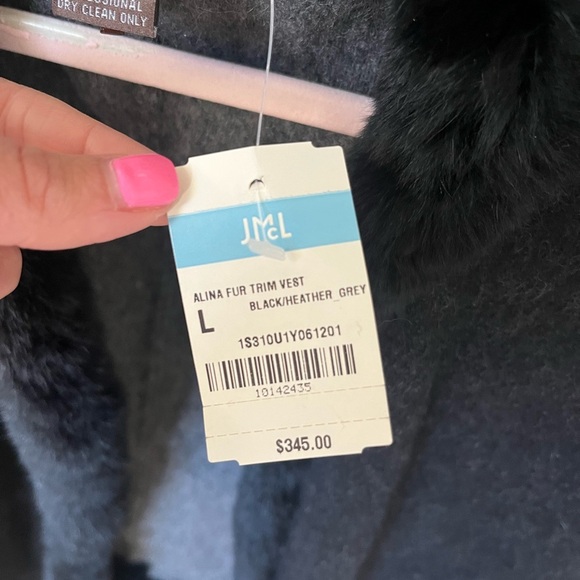 DRY CLEAN ONLY
JMcL
ALINA FUR TRIM VEST
L BLACK/HEATHER_GREY
1S310U1Y061201
10142435
$345.00